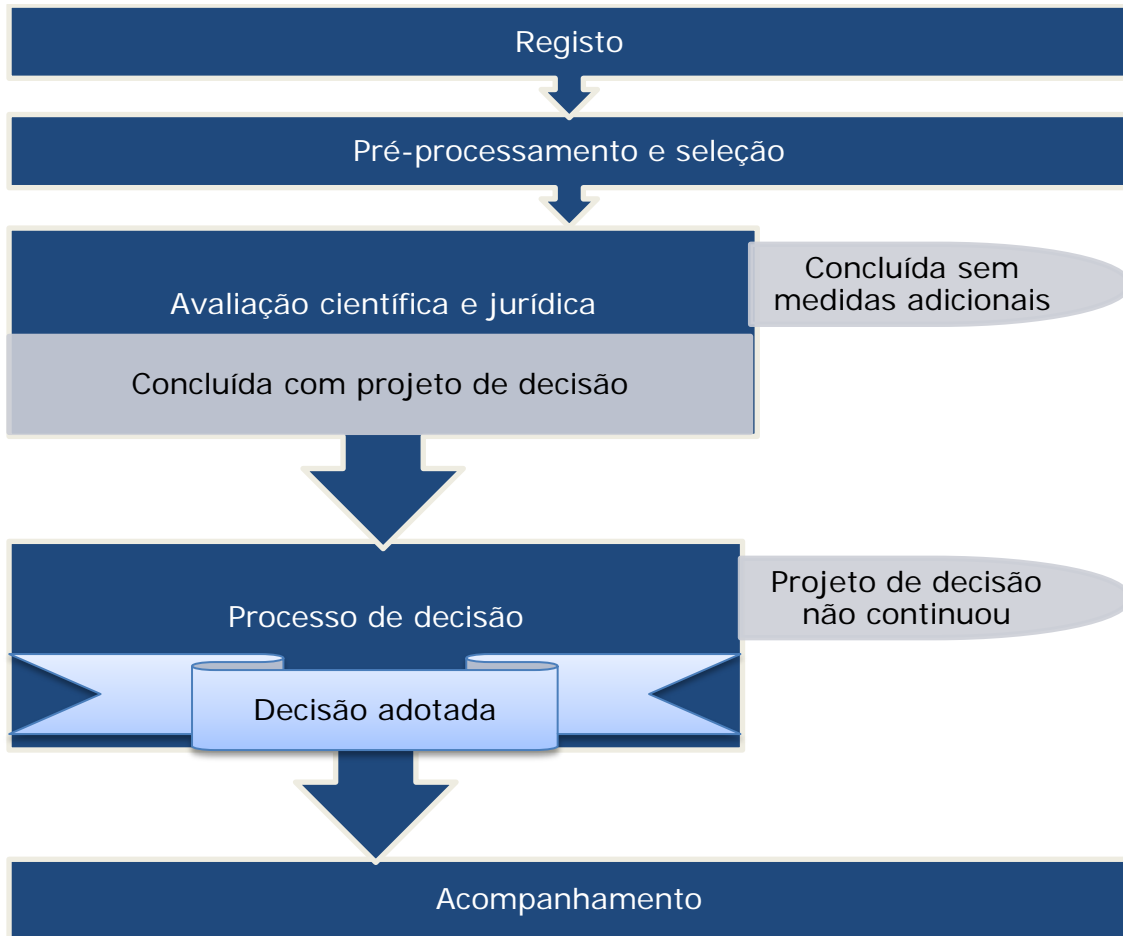 Registo
Pré-processamento e seleção
Avaliação científica e jurídica
Concluída sem
medidas adicionais
Concluída com projeto de decisão
Processo de decisão
Projeto de decisão
não continuou
Decisão adotada
Acompanhamento